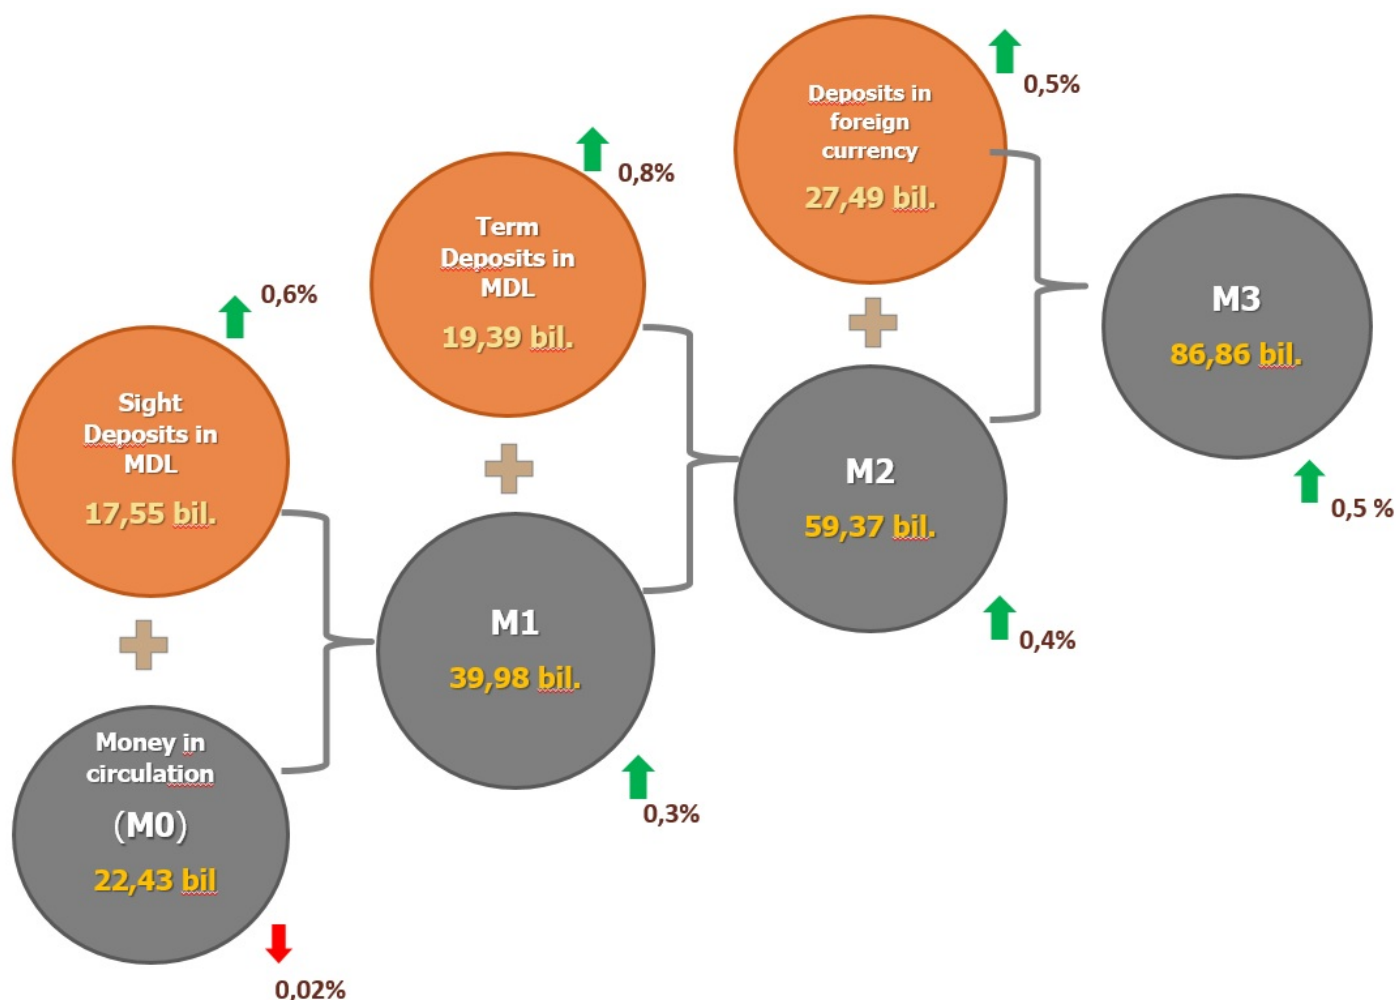 0,6%
Sight
Deposits in
MDL
17,55 bil.
Money in
circulation
(M0)
22,43 bil
0,02%
0,8%
Term
Deposits in
MDL
19,39 bil.
M1
39,98 bil.
0,3%
0,5%
Deposits in
foreign
currency
27,49 bil.
M2
59,37 bil.
0,4%
M3
86,86 bil.
0,5 %